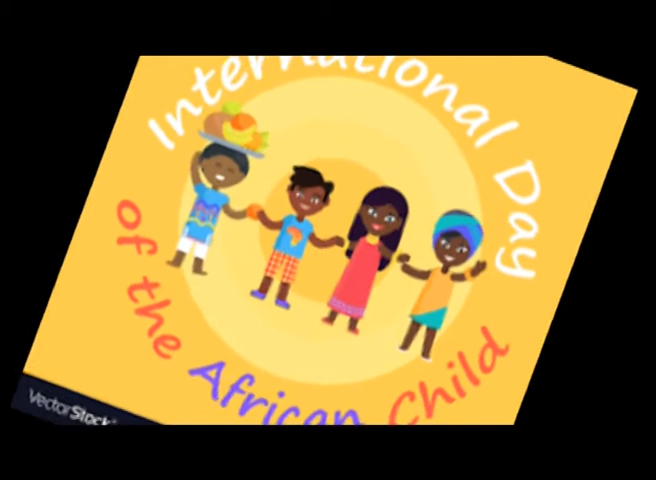 International Day
of the African Child
VectorStock